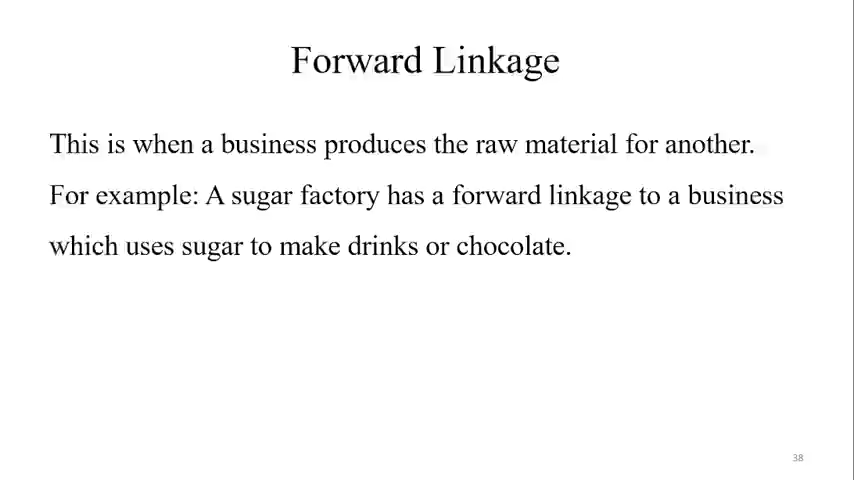 Forward Linkage
This is when a business produces the raw material for another.
For example: A sugar factory has a forward linkage to a business
which uses sugar to make drinks or chocolate.
38